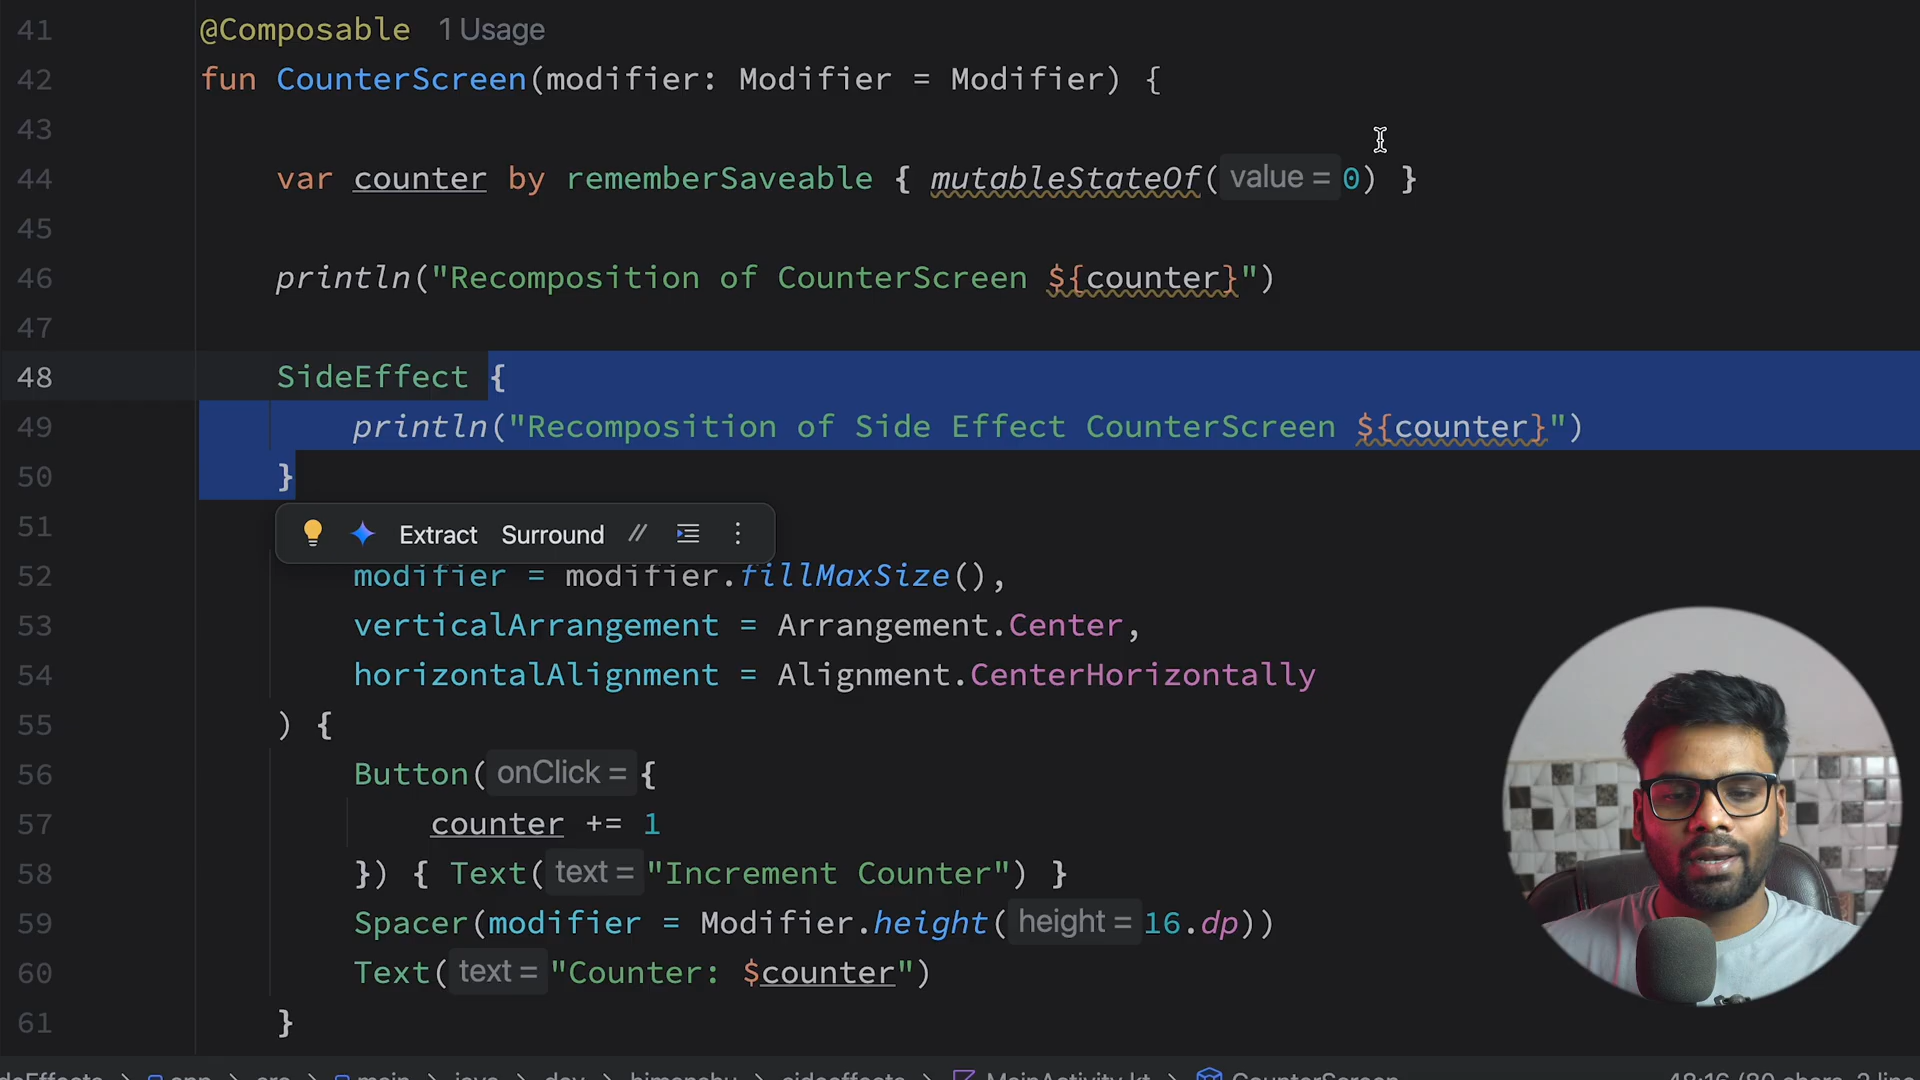 41 @Composable 1 Usage
42 fun CounterScreen(modifier: Modifier = Modifier) {
43
44 var counter by rememberSaveable { mutableStateOf( value = 0) }
45
46 println("Recomposition of CounterScreen ${counter}")
47
48 SideEffect {
49 println("Recomposition of Side Effect CounterScreen ${counter}")
50 }
51
Extract Surround //
52 modifier = modifier.fillMaxSize(),
53 verticalArrangement = Arrangement.Center,
54 horizontalAlignment = Alignment.CenterHorizontally
55 ) {
56 Button( onClick = {
57 counter += 1
58 }) { Text( text = "Increment Counter") }
59 Spacer(modifier = Modifier.height( height = 16.dp))
60 Text( text = "Counter: $counter")
61 }